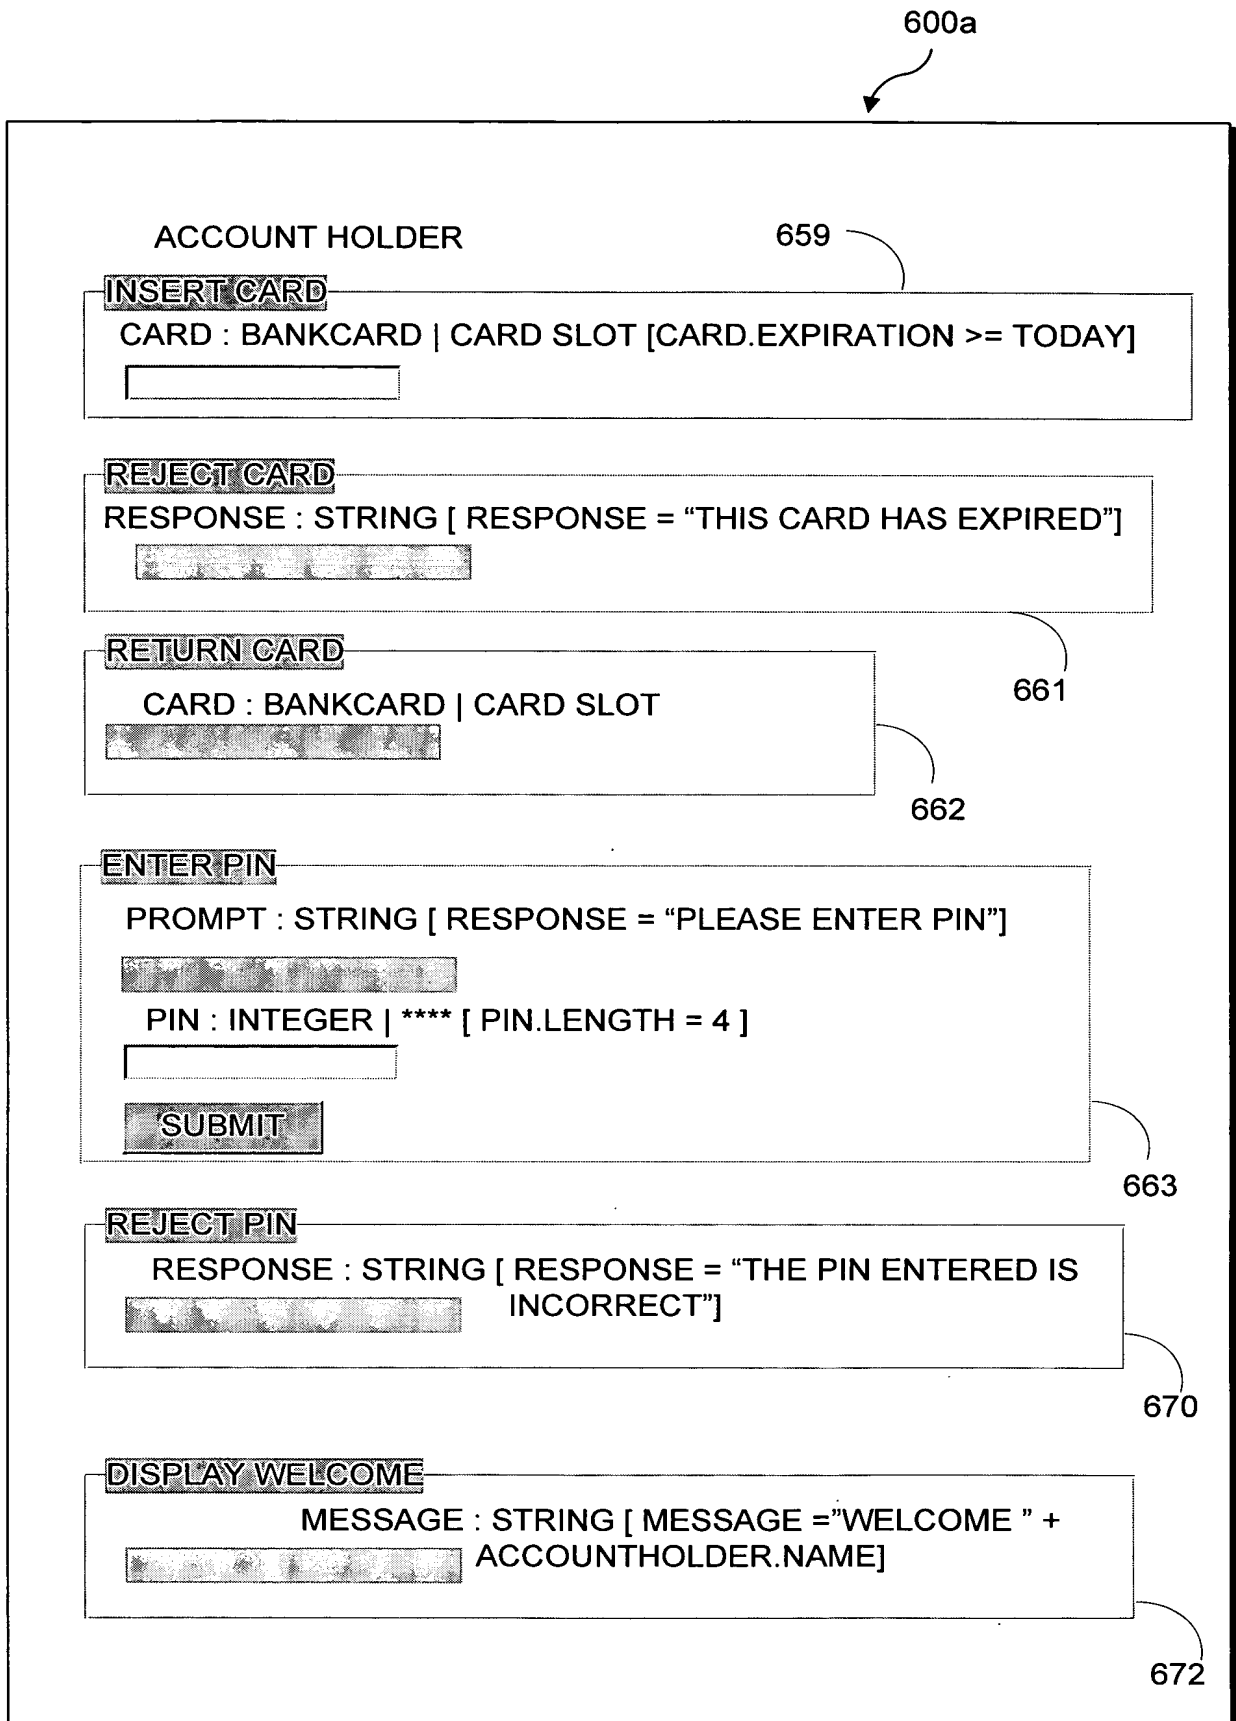 600a
ACCOUNT HOLDER
659
INSERT CARD
CARD : BANKCARD | CARD SLOT [CARD.EXPIRATION >= TODAY]
REJECT CARD
RESPONSE : STRING [ RESPONSE = “THIS CARD HAS EXPIRED”]
661
RETURN CARD
CARD : BANKCARD | CARD SLOT
662
ENTER PIN
PROMPT : STRING [ RESPONSE = “PLEASE ENTER PIN”]
PIN : INTEGER | **** [ PIN.LENGTH = 4 ]
SUBMIT
663
REJECT PIN
RESPONSE : STRING [ RESPONSE = “THE PIN ENTERED IS
INCORRECT”]
670
DISPLAY WELCOME
MESSAGE : STRING [ MESSAGE =”WELCOME ” +
ACCOUNTHOLDER.NAME]
672